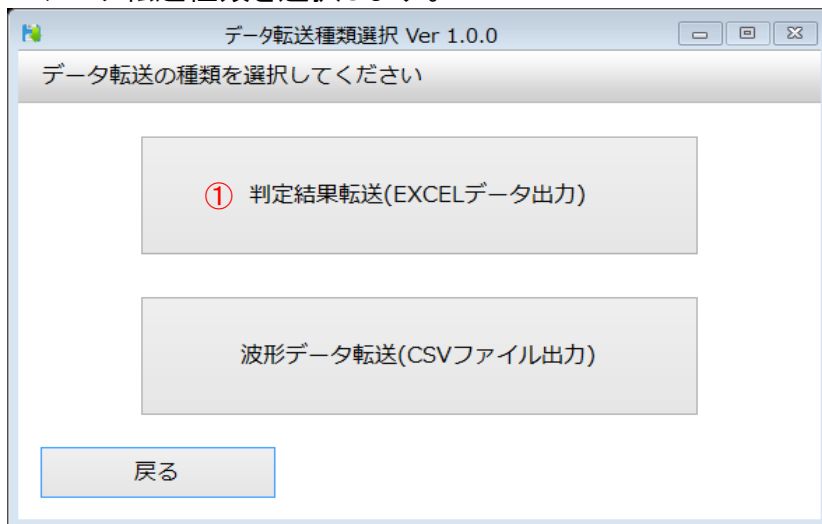 データ転送種類選択 Ver 1.0.0
データ転送の種類を選択してください
① 判定結果転送(EXCELデータ出力)
波形データ転送(CSVファイル出力)
戻る